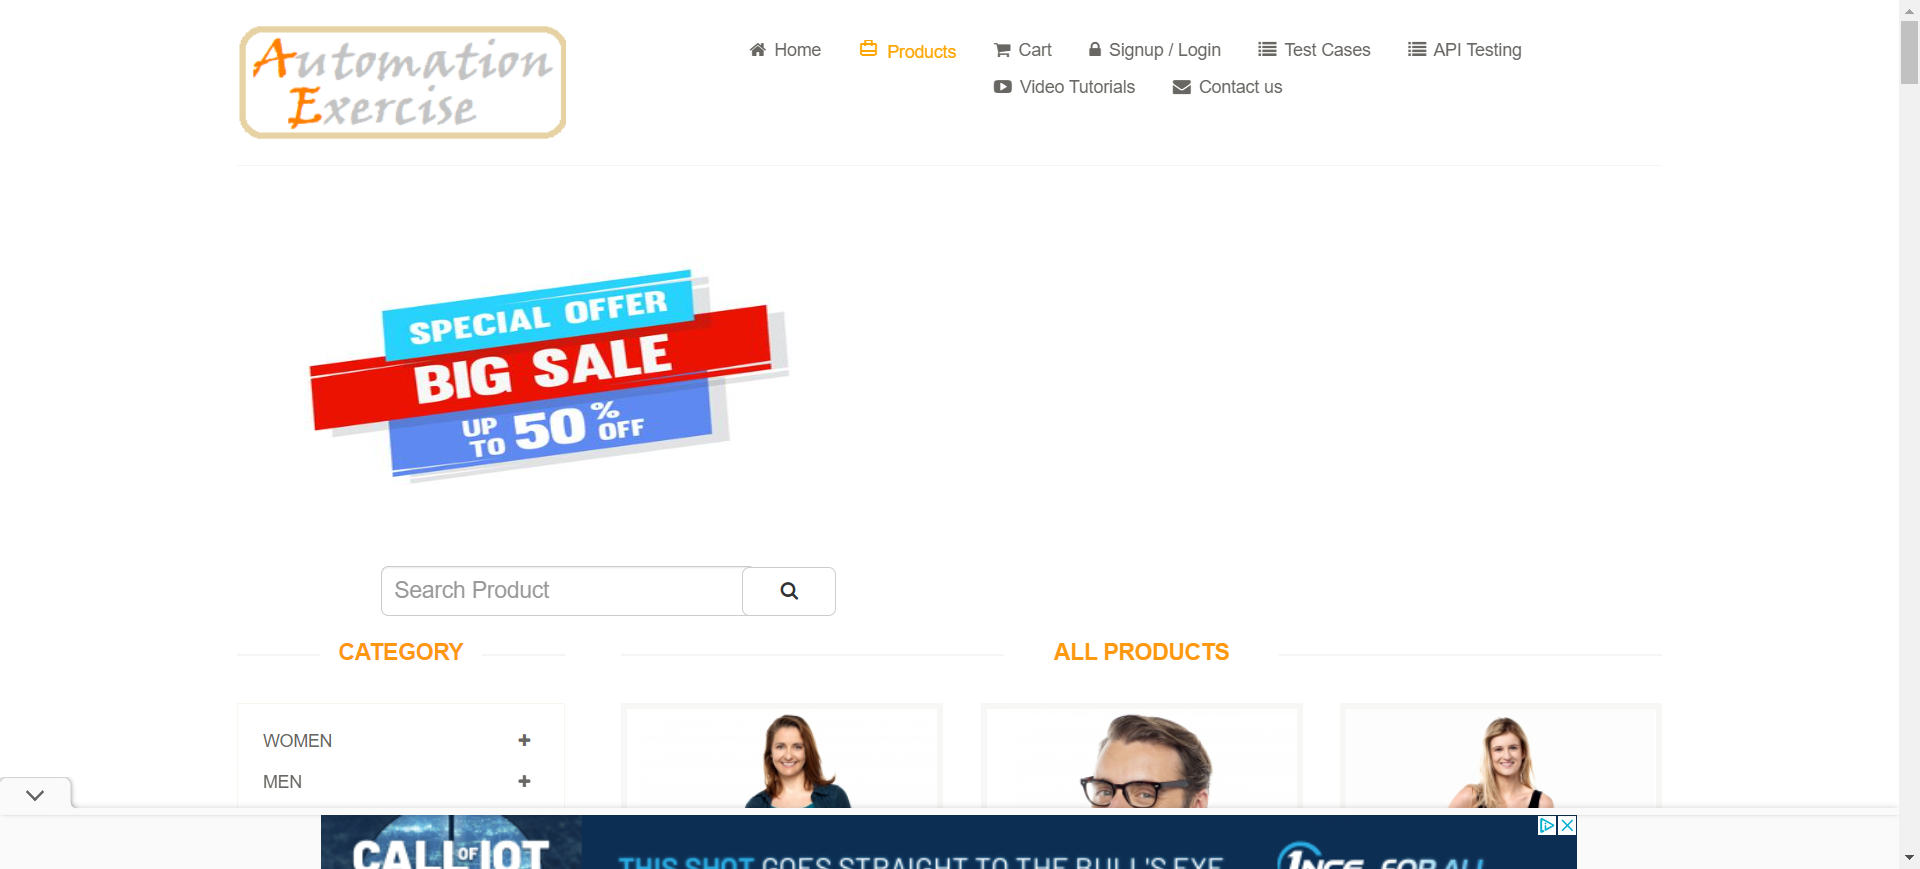 Automation
Exercise
Home
Products
Cart
Signup / Login
Test Cases
API Testing
Video Tutorials
Contact us
SPECIAL OFFER
BIG SALE
UP TO 50% OFF
Search Product
CATEGORY
ALL PRODUCTS
WOMEN
MEN
CALL OF IOT
THIS SHOT GOES STRAIGHT TO THE BULL'S EYE
1NCE FOR ALL